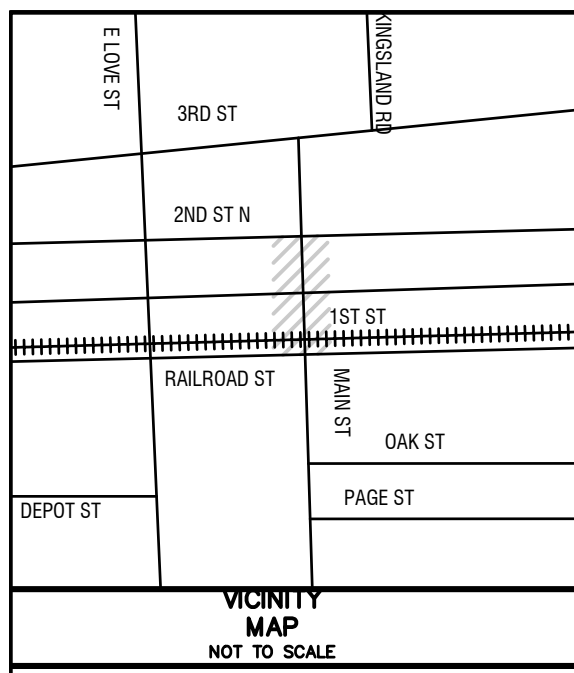 E LOVE ST
KINGSLAND RD
3RD ST
2ND ST N
1ST ST
RAILROAD ST
MAIN ST
OAK ST
PAGE ST
DEPOT ST
VICINITY
MAP
NOT TO SCALE